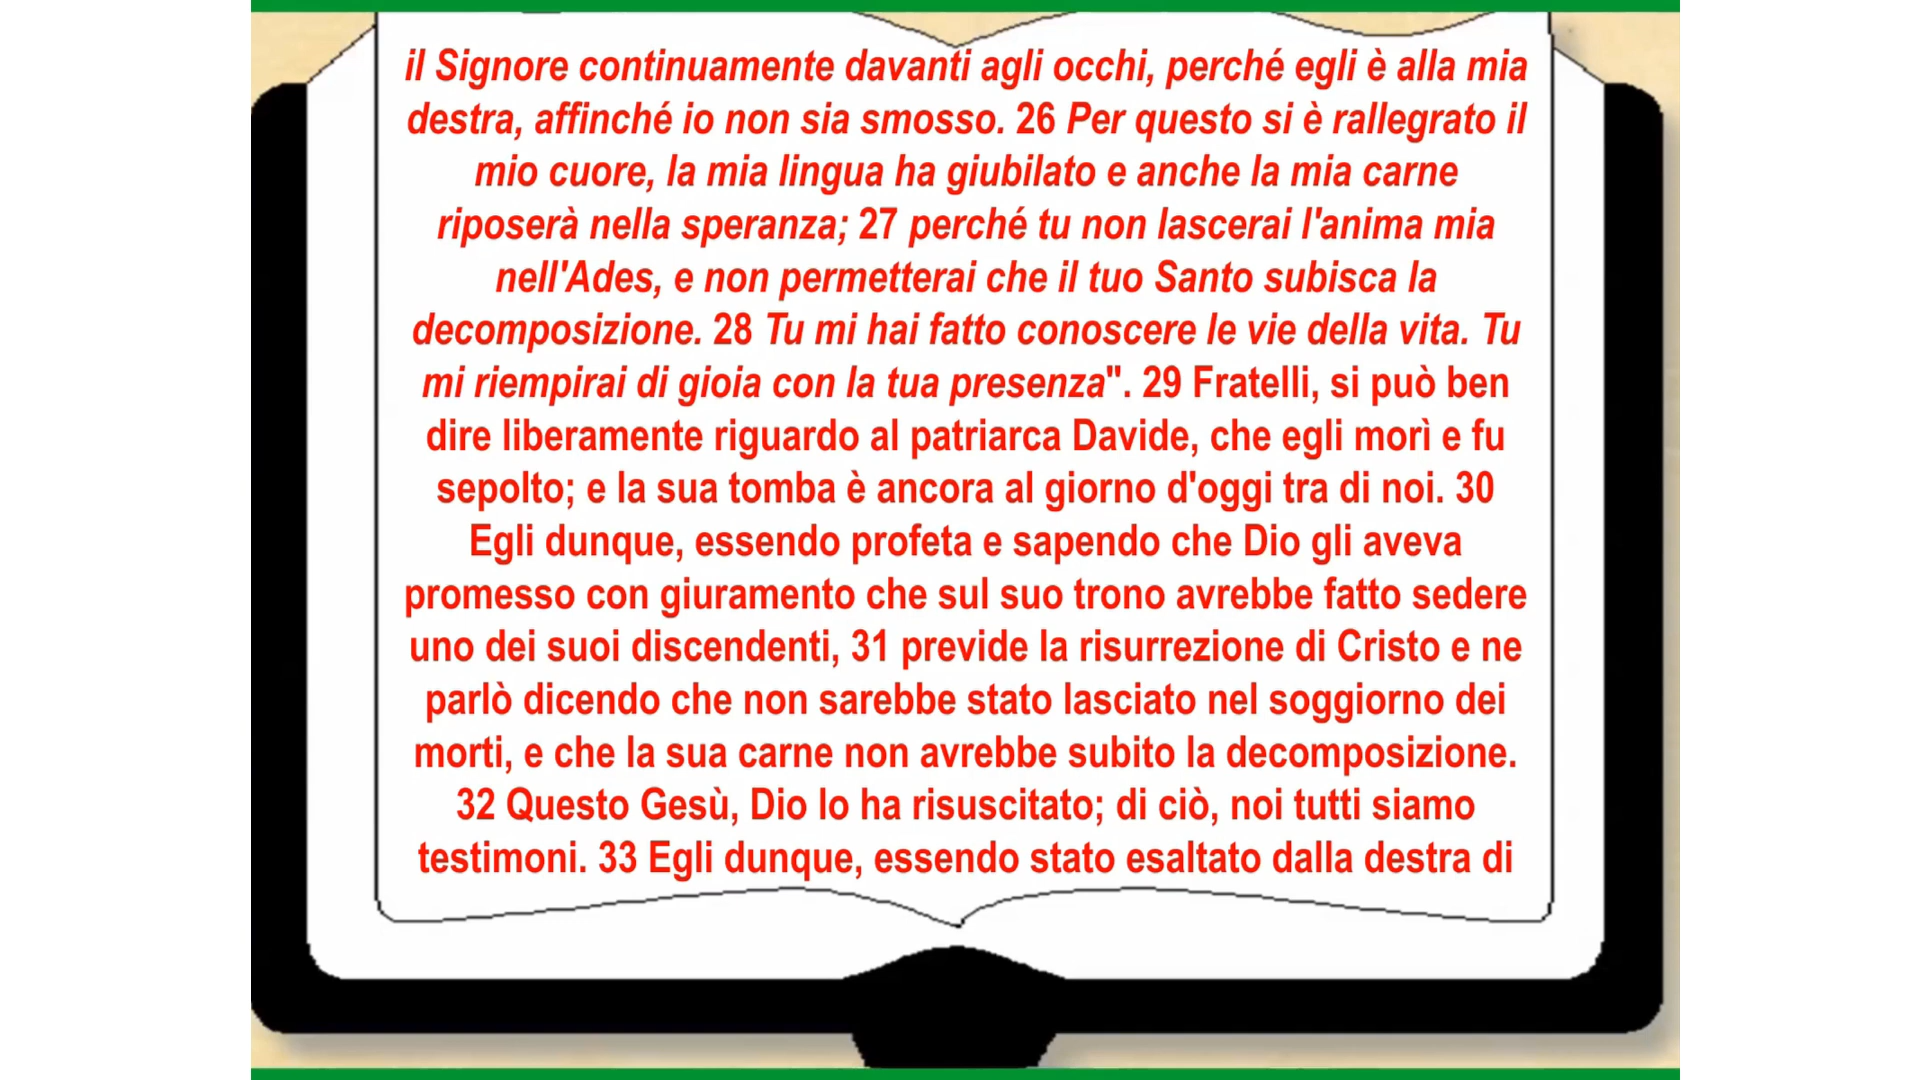 il Signore continuamente davanti agli occhi, perché egli è alla mia
destra, affinché io non sia smosso. 26 Per questo si è rallegrato il
mio cuore, la mia lingua ha giubilato e anche la mia carne
riposerà nella speranza; 27 perché tu non lascerai l'anima mia
nell'Ades, e non permetterai che il tuo Santo subisca la
decomposizione. 28 Tu mi hai fatto conoscere le vie della vita. Tu
mi riempirai di gioia con la tua presenza". 29 Fratelli, si può ben
dire liberamente riguardo al patriarca Davide, che egli morì e fu
sepolto; e la sua tomba è ancora al giorno d'oggi tra di noi. 30
Egli dunque, essendo profeta e sapendo che Dio gli aveva
promesso con giuramento che sul suo trono avrebbe fatto sedere
uno dei suoi discendenti, 31 previde la risurrezione di Cristo e ne
parlò dicendo che non sarebbe stato lasciato nel soggiorno dei
morti, e che la sua carne non avrebbe subito la decomposizione.
32 Questo Gesù, Dio lo ha risuscitato; di ciò, noi tutti siamo
testimoni. 33 Egli dunque, essendo stato esaltato dalla destra di